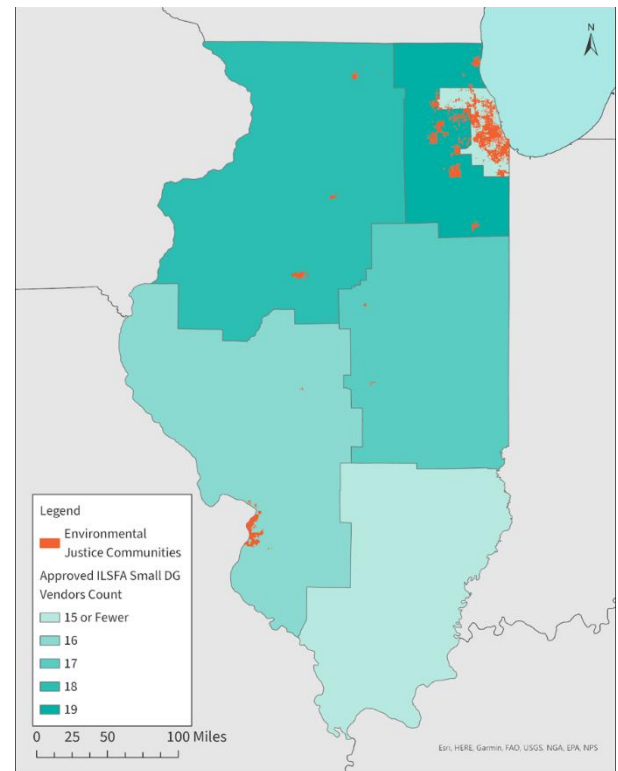 N
Legend
Environmental
Justice Communities
Approved ILSFA Small DG
Vendors Count
15 or Fewer
16
17
18
19
0 25 50 100 Miles
Esri, HERE, Garmin, FAO, USGS, NGA, EPA, NPS